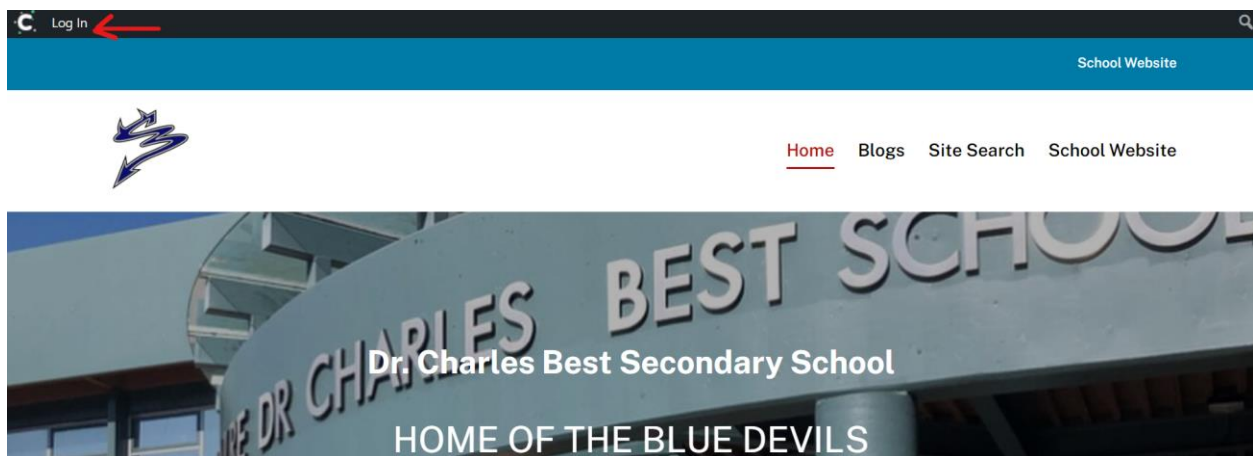 Log In
School Website
Home Blogs Site Search School Website
RE DR CHARLES BEST SCHOOL
Dr. Charles Best Secondary School
HOME OF THE BLUE DEVILS